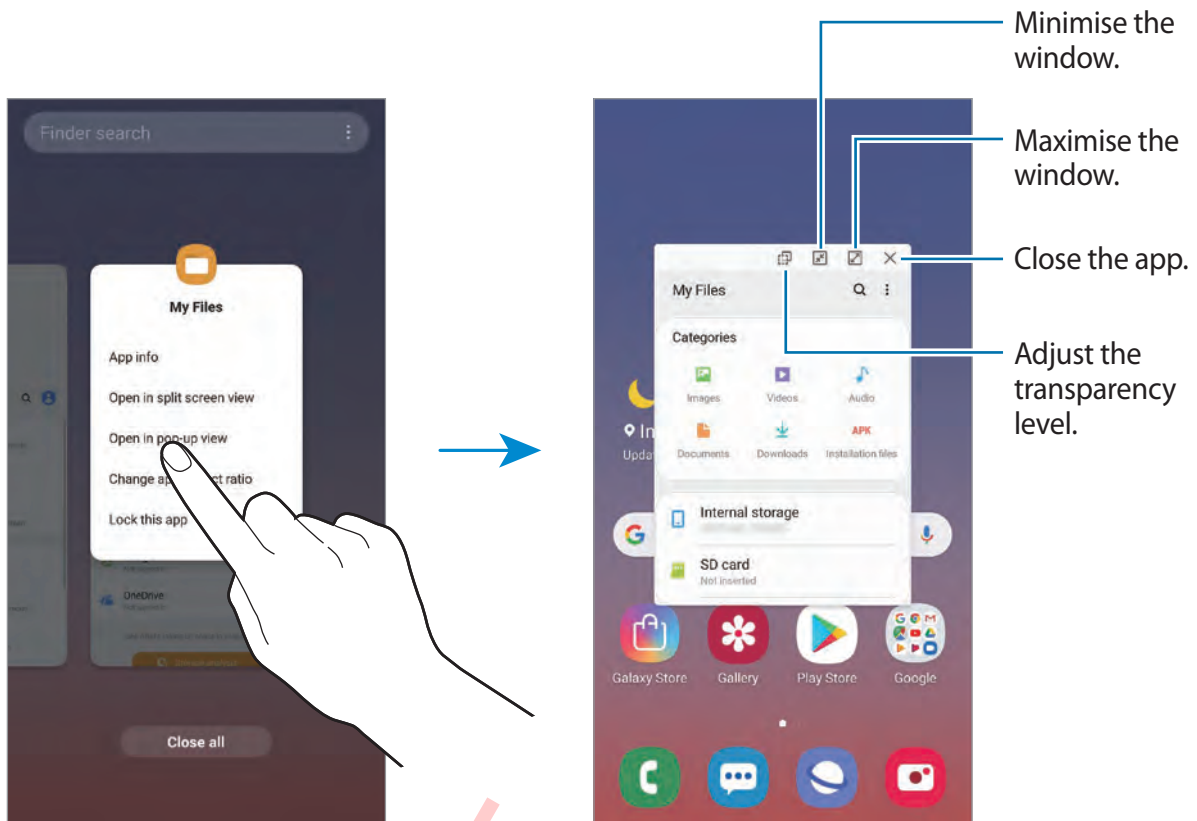 Minimise the
window.
Maximise the
window.
Close the app.
Adjust the
transparency
level.
Finder search
My Files
App info
Open in split screen view
Open in pop-up view
Change ap ct ratio
Lock this app
OneDrive
Close all
My Files
Categories
Images Videos Audio
APK
Documents Downloads Installation files
Internal storage
SD card
Not inserted
In
Upda
G
Galaxy Store Gallery Play Store Google